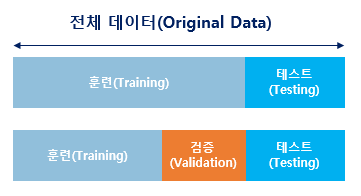 전체 데이터(Original Data)
훈련(Training)
테스트
(Testing)
훈련(Training)
검증
(Validation)
테스트
(Testing)